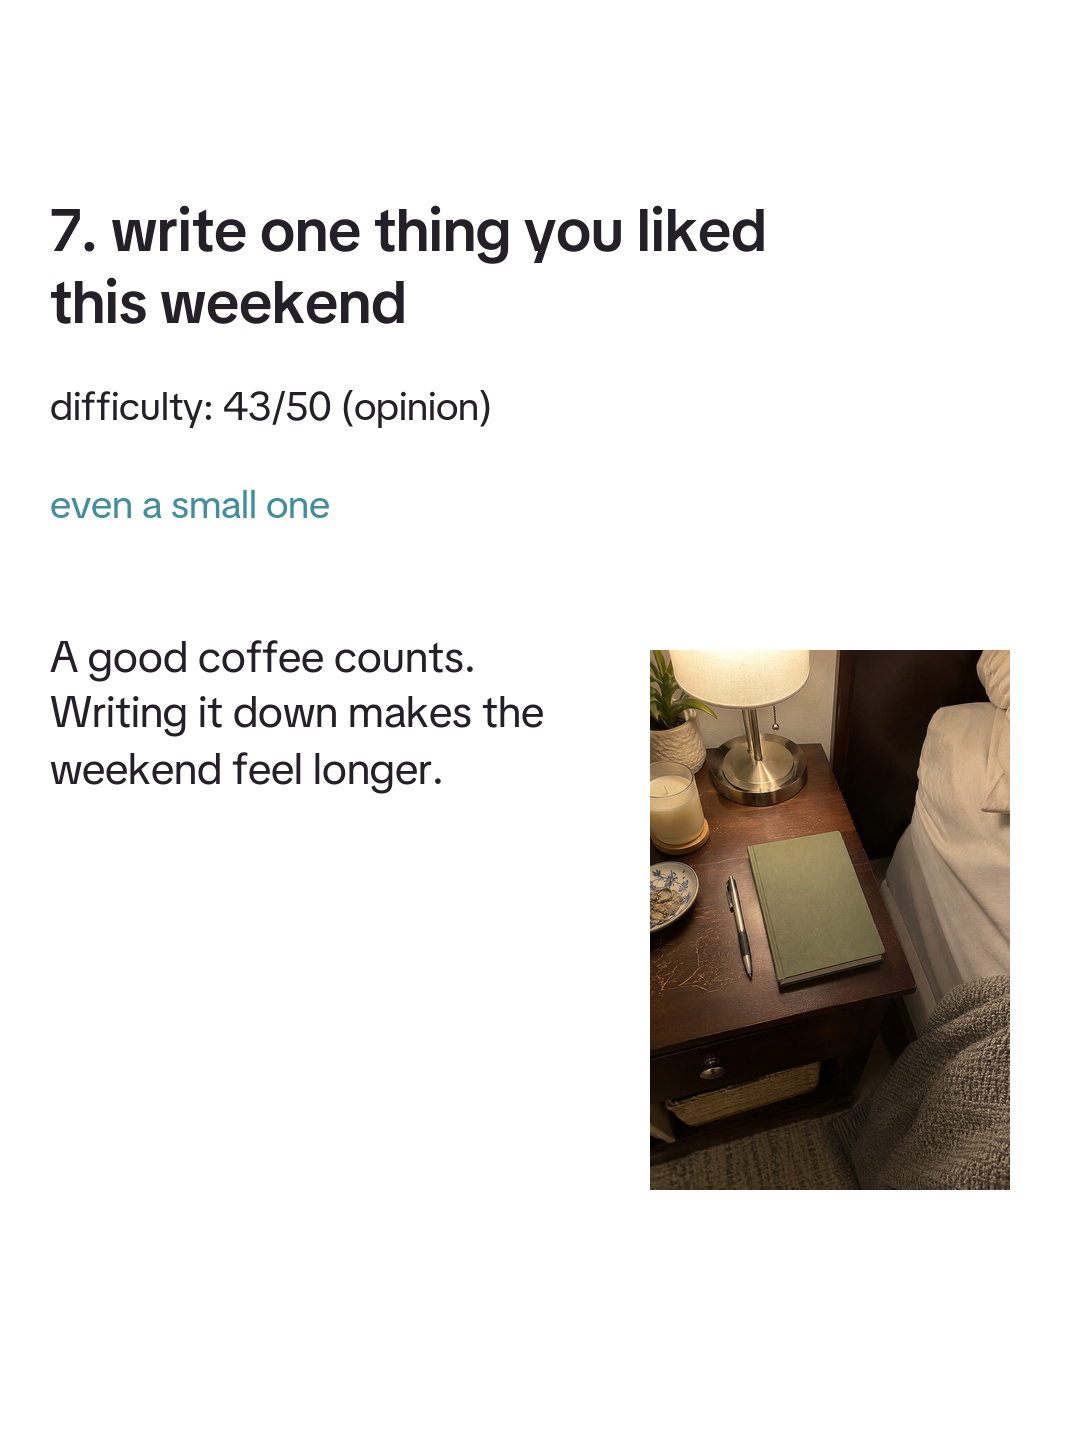 7. write one thing you liked
this weekend
difficulty: 43/50 (opinion)
even a small one
A good coffee counts.
Writing it down makes the
weekend feel longer.